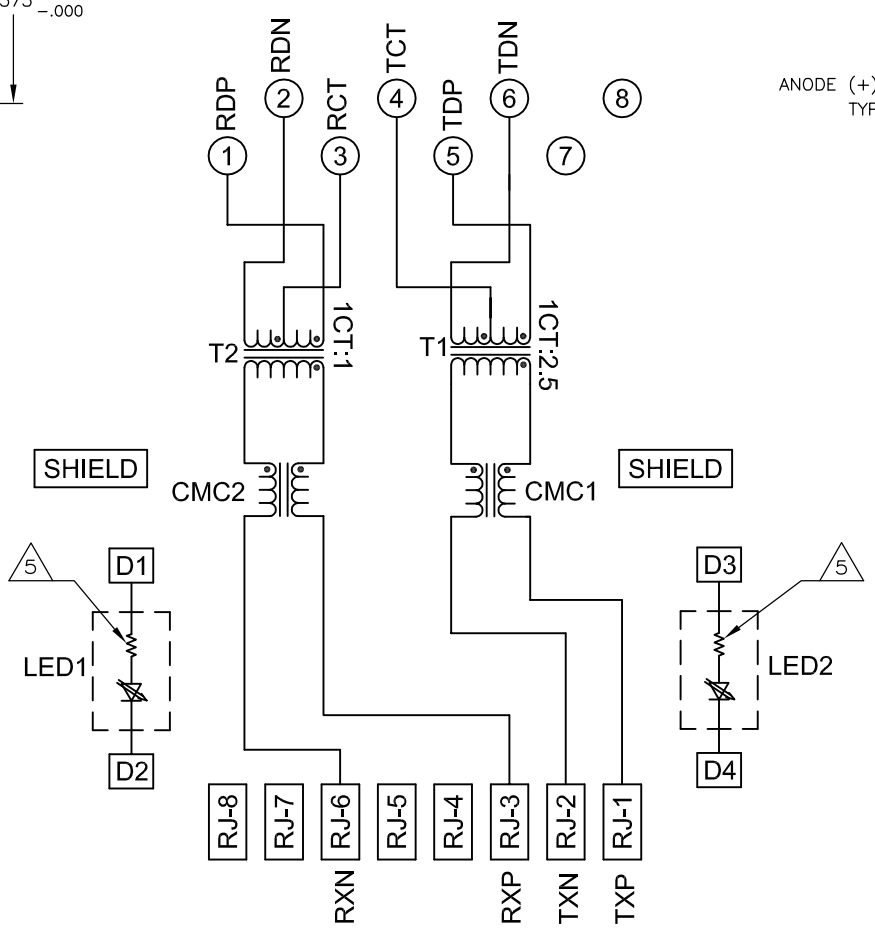 -.000
RDN
TCT
TDN
ANODE (+)
TYP
RDP
RCT
TDP
2
4
6
8
1
3
5
7
T2
1CT:1
T1
1CT:2.5
SHIELD
CMC2
CMC1
SHIELD
5
D1
D3
5
LED1
LED2
D2
D4
RJ-8
RJ-7
RJ-6
RJ-5
RJ-4
RJ-3
RJ-2
RJ-1
RXN
RXP
TXN
TXP